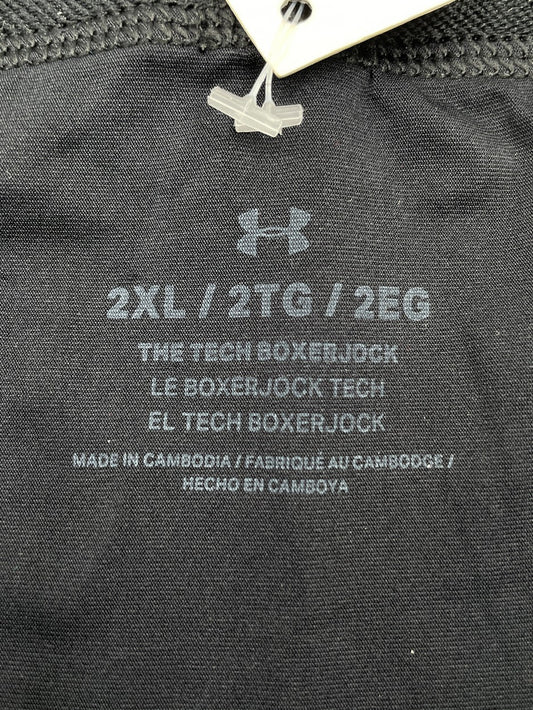 2XL / 2TG / 2EG
THE TECH BOXERJOCK
LE BOXERJOCK TECH
EL TECH BOXERJOCK
MADE IN CAMBODIA / FABRIQUÉ AU CAMBODGE /
HECHO EN CAMBOYA